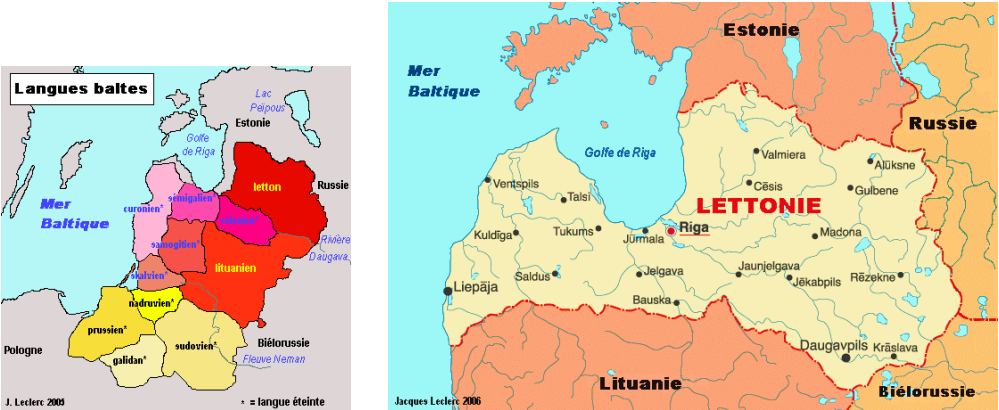 Langues baltes
Lac
Peïpous
Estonie
Golfe
de Riga
letton
Russie
sémigalien*
curonien*
Mer
Baltique
sélonien*
samogitien*
Rivière
Daugava
lituanien
skalvien*
nadruvien*
prussien*
sudovien*
Biélorussie
Pologne
galidan*
Fleuve Neman
J. Leclerc 2005
* = langue éteinte
Estonie
Mer
Baltique
Russie
Golfe de Riga
Valmiera
Alūksne
Ventspils
Cēsis
Gulbene
Talsi
LETTONIE
Kuldīga
Tukums
Jūrmala
Riga
Madona
Saldus
Jelgava
Jaunjelgava
Rēzekne
Jēkabpils
Liepāja
Bauska
Daugavpils
Krāslava
Lituanie
Biélorussie
Jacques Leclerc 2006